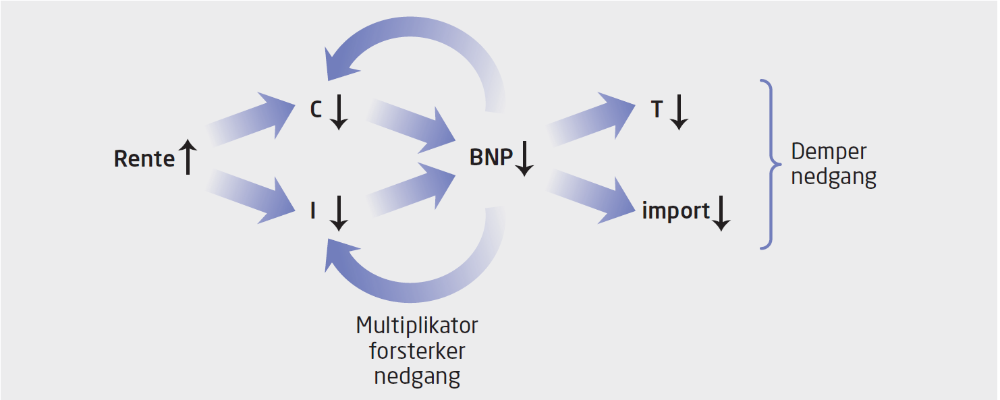 C
T
Rente
BNP
Demper
nedgang
I
import
Multiplikator
forsterker
nedgang